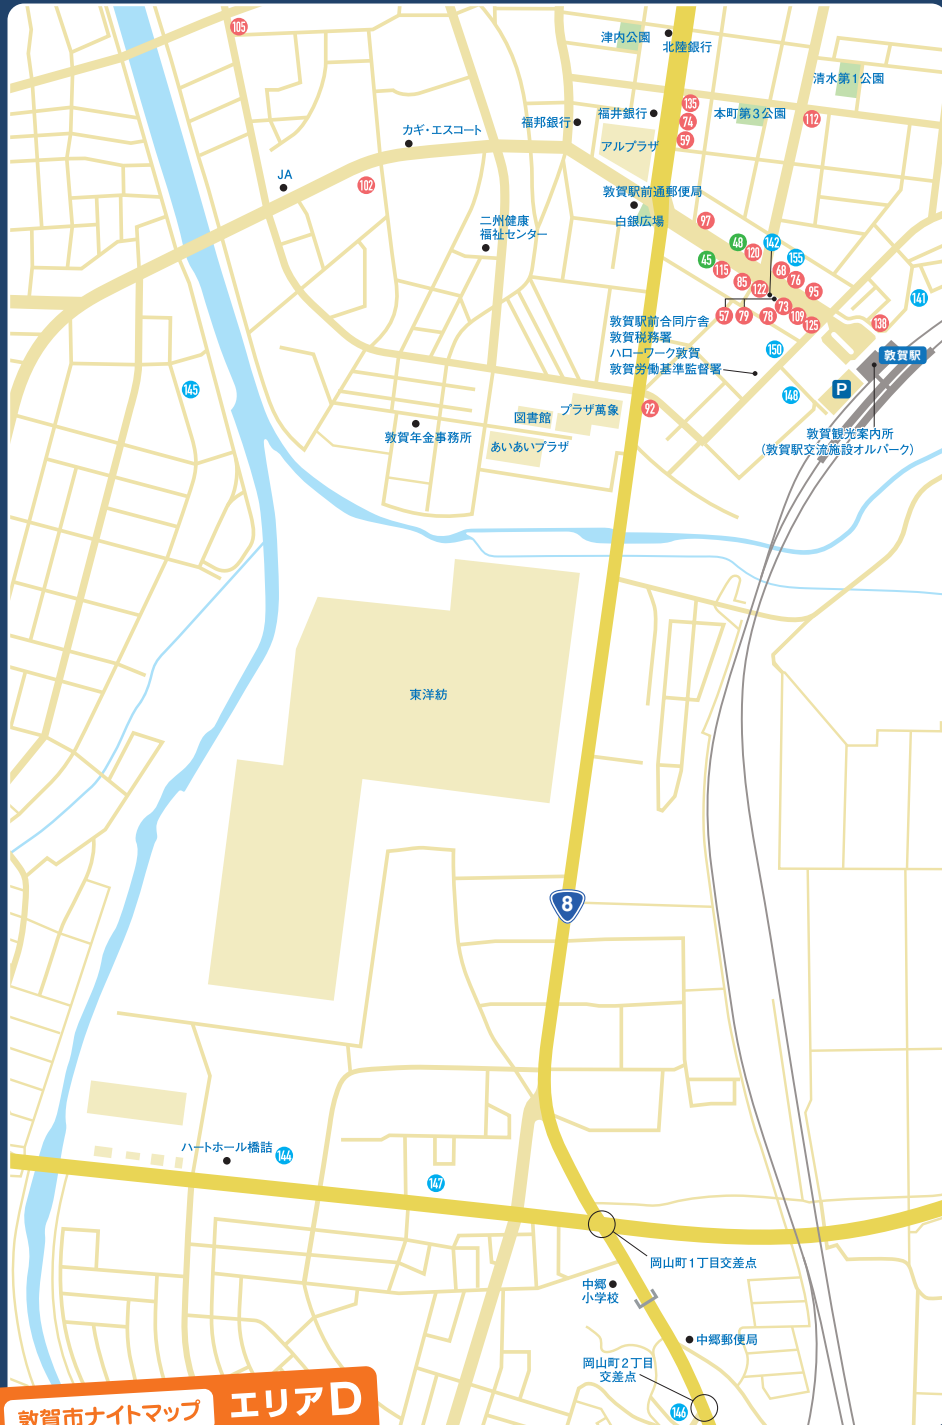 105
津内公園
北陸銀行
清水第1公園
135
福井銀行
本町第3公園
112
福邦銀行
74
カギ・エスコート
59
アルプラザ
JA
102
敦賀駅前通郵便局
白銀広場
97
二州健康
福祉センター
48
142
120
155
45
115
68
76
85
122
95
141
73
57
79
78
109
125
138
敦賀駅前合同庁舎
敦賀税務署
ハローワーク敦賀
敦賀労働基準監督署
150
敦賀駅
145
148
P
プラザ萬象
92
図書館
敦賀年金事務所
あいあいプラザ
敦賀観光案内所
(敦賀駅交流施設オルパーク)
東洋紡
8
ハートホール橋詰
144
147
岡山町1丁目交差点
中郷
小学校
中郷郵便局
岡山町2丁目
交差点
146
敦賀市ナイトマップ
エリアD